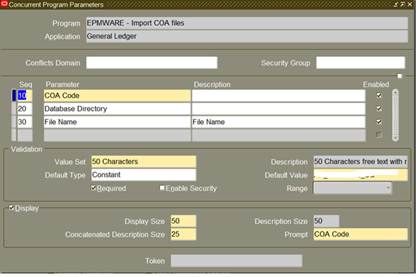 Concurrent Program Parameters
Program EPMWARE - Import COA files
Application General Ledger
Conflicts Domain Security Group
Seq Parameter Description Enabled
10 COA Code
20 Database Directory
30 File Name File Name
Validation
Value Set 50 Characters Description 50 Characters free text with r
Default Type Constant Default Value
Required Enable Security Range
Display
Display Size 50 Description Size 50
Concatenated Description Size 25 Prompt COA Code
Token